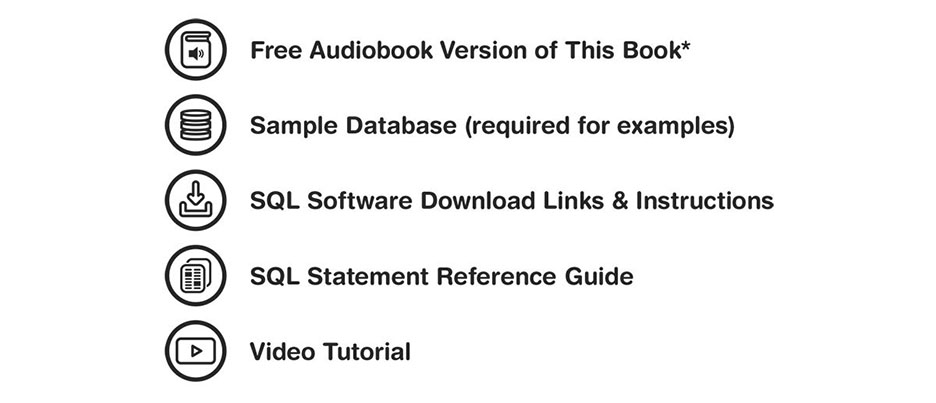 Free Audiobook Version of This Book*
Sample Database (required for examples)
SQL Software Download Links & Instructions
SQL Statement Reference Guide
Video Tutorial